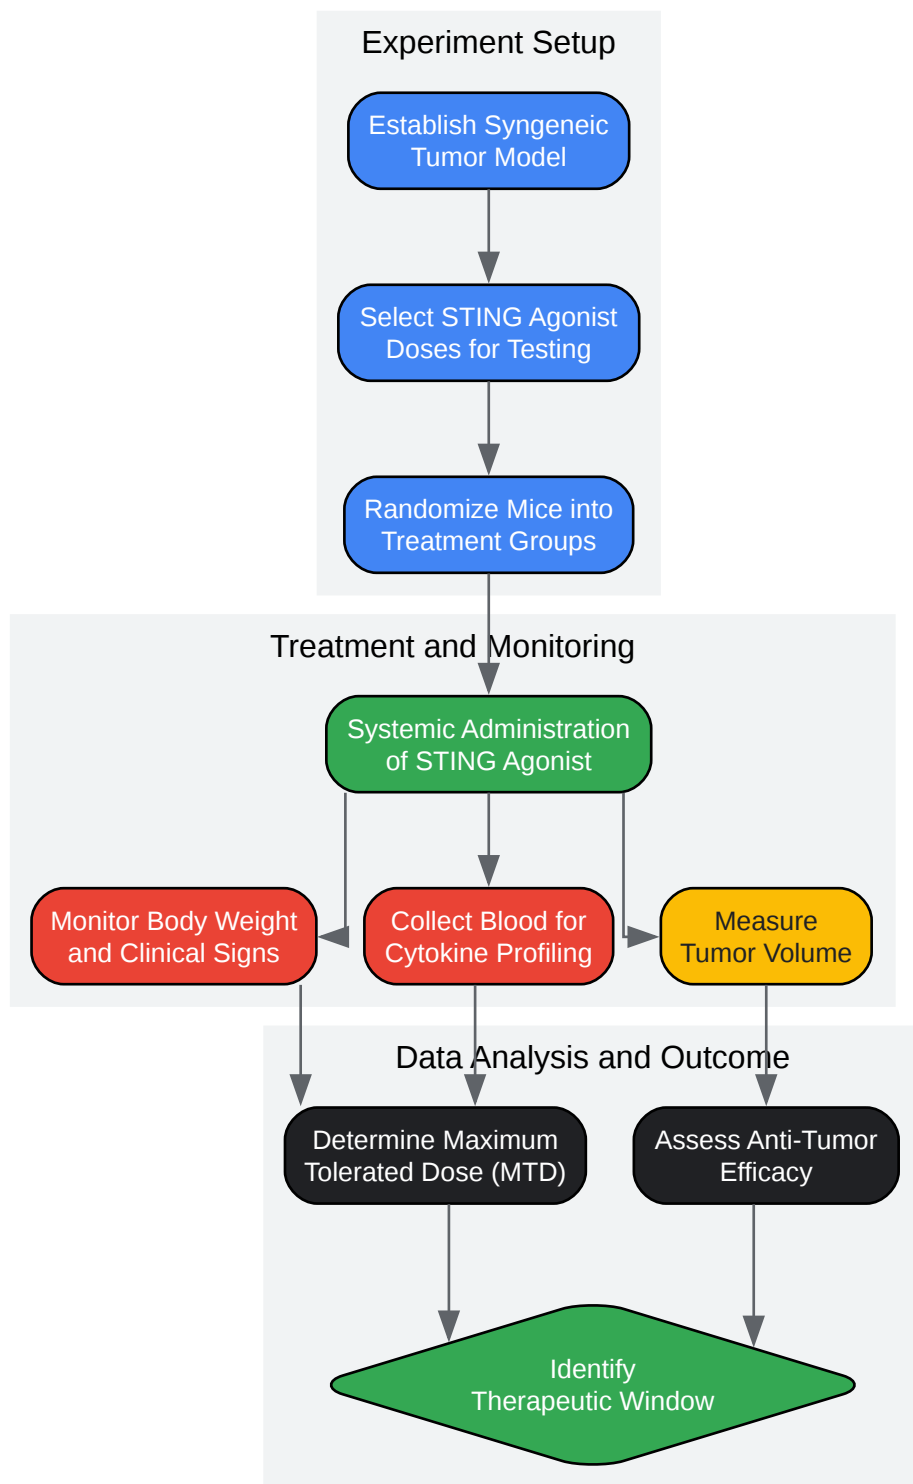 Experiment Setup
Establish Syngeneic
Tumor Model
Select STING Agonist
Doses for Testing
Randomize Mice into
Treatment Groups
Treatment and Monitoring
Systemic Administration
of STING Agonist
Monitor Body Weight
and Clinical Signs
Collect Blood for
Cytokine Profiling
Measure
Tumor Volume
Data Analysis and Outcome
Determine Maximum
Tolerated Dose (MTD)
Assess Anti-Tumor
Efficacy
Identify
Therapeutic Window